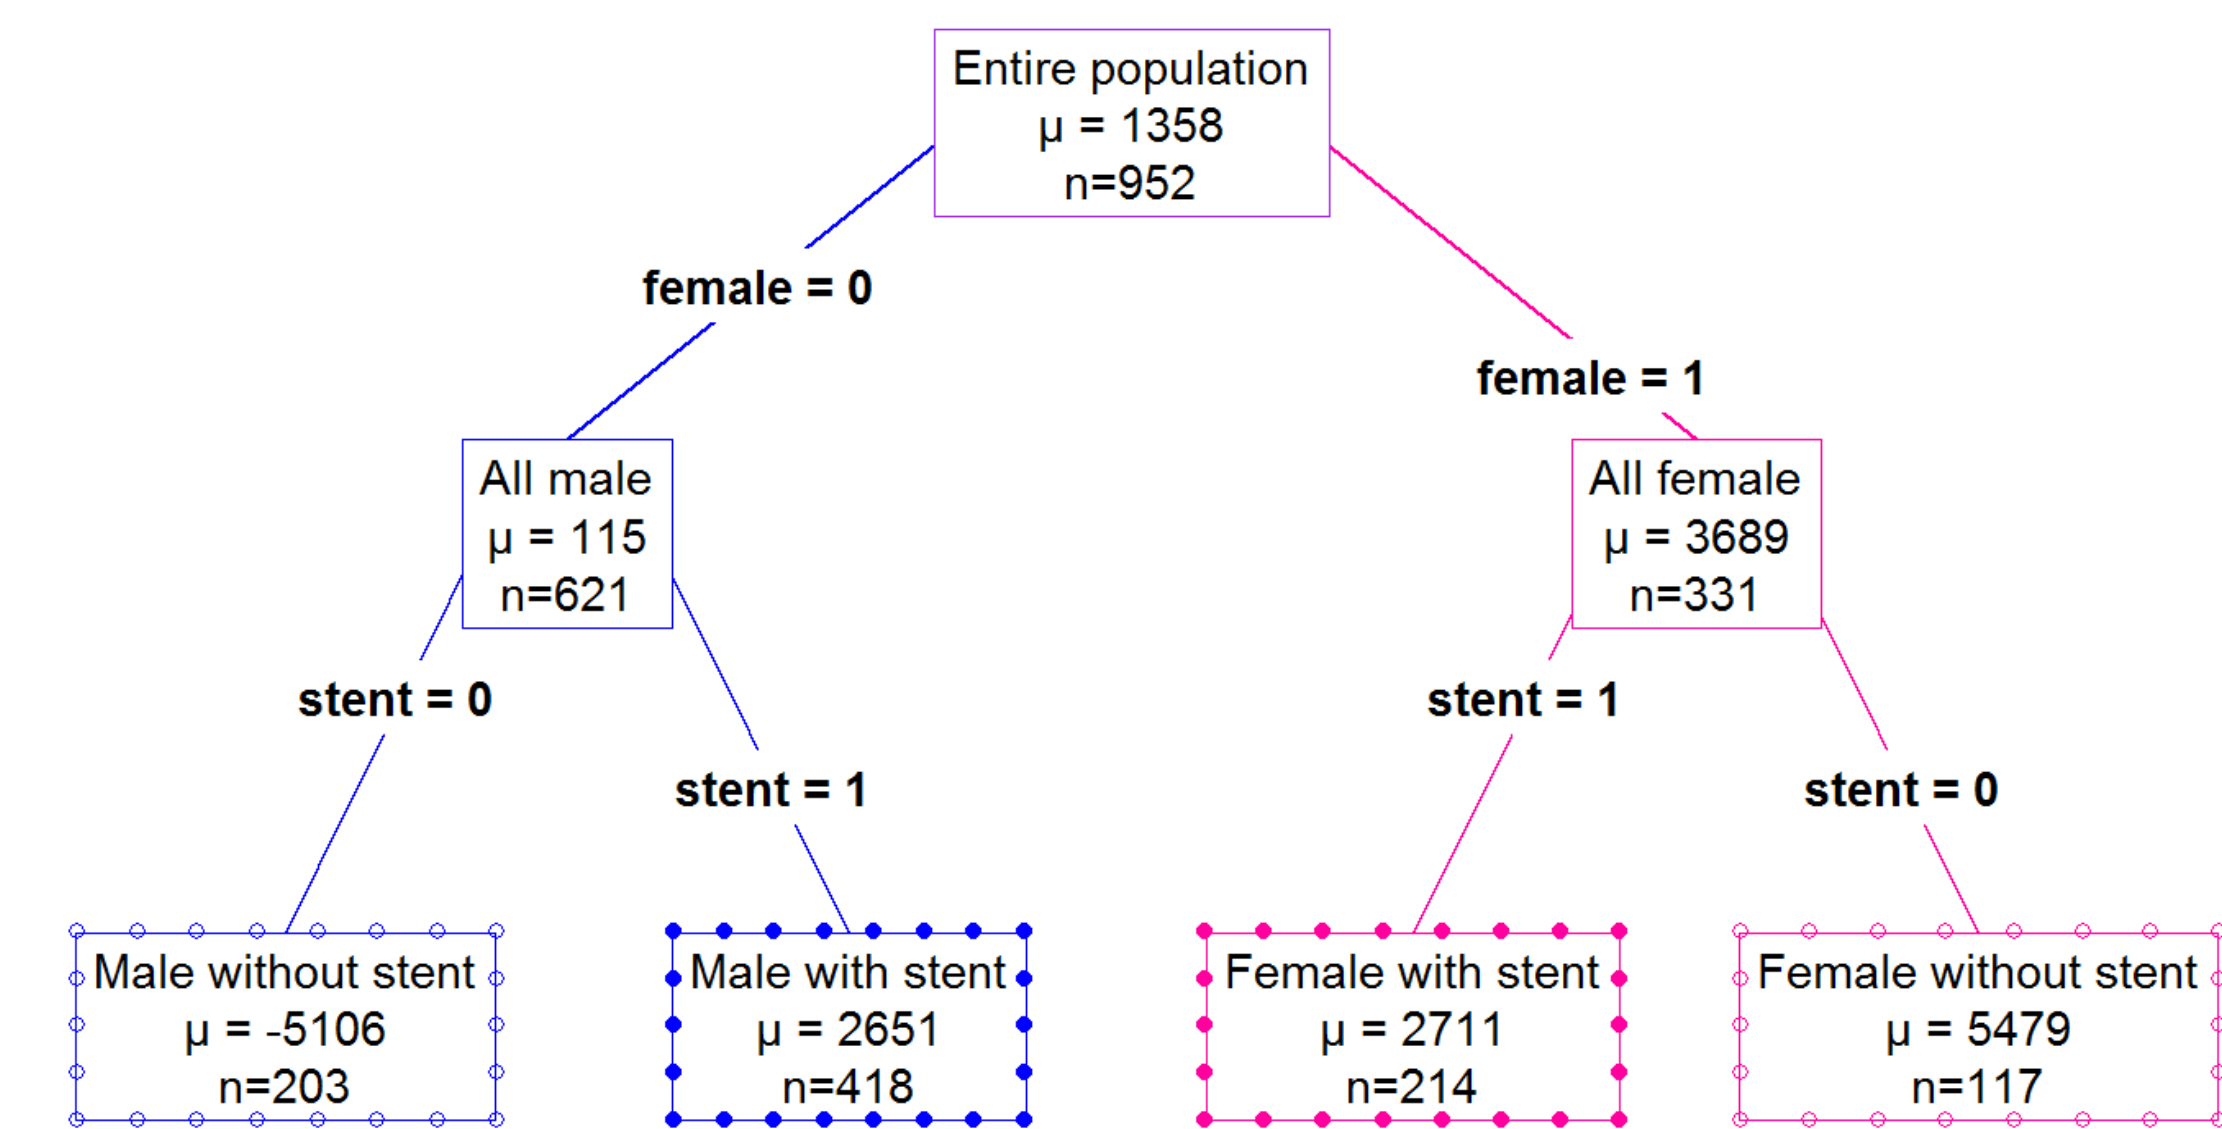 Entire population
μ = 1358
n=952
female = 0
female = 1
All male
μ = 115
n=621
All female
μ = 3689
n=331
stent = 0
stent = 1
stent = 1
stent = 0
Male without stent
μ = -5106
n=203
Male with stent
μ = 2651
n=418
Female with stent
μ = 2711
n=214
Female without stent
μ = 5479
n=117